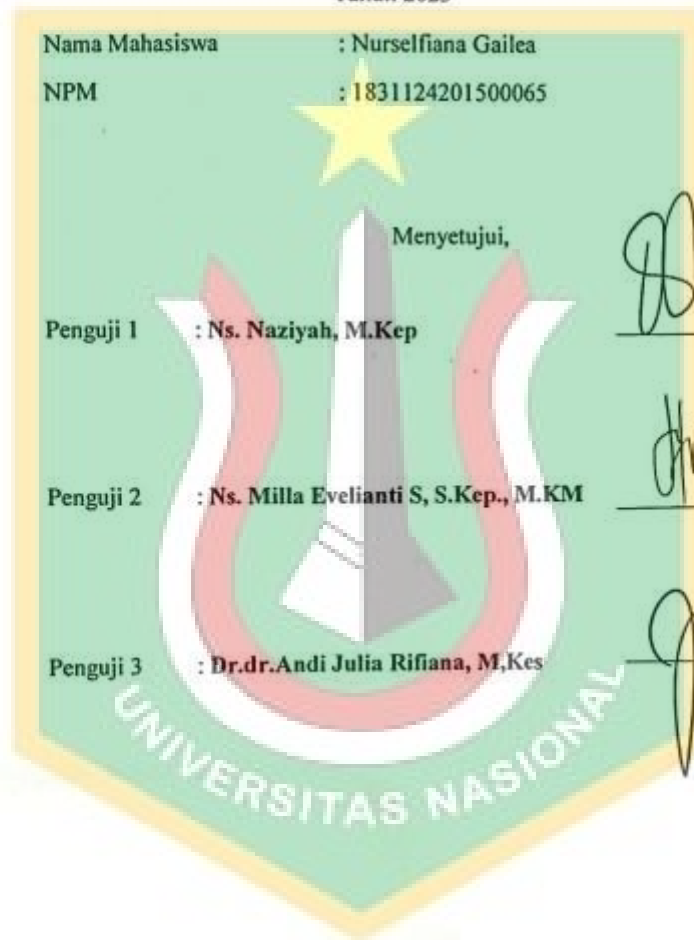 Nama Mahasiswa : Nurselfiana Gailea
NPM : 1831124201500065
Menyetujui,
Penguji 1 : Ns. Naziyah, M.Kep
Penguji 2 : Ns. Milla Evelianti S, S.Kep., M.KM
Penguji 3 : Dr.dr.Andi Julia Rifiana, M,Kes
UNIVERSITAS NASIONAL